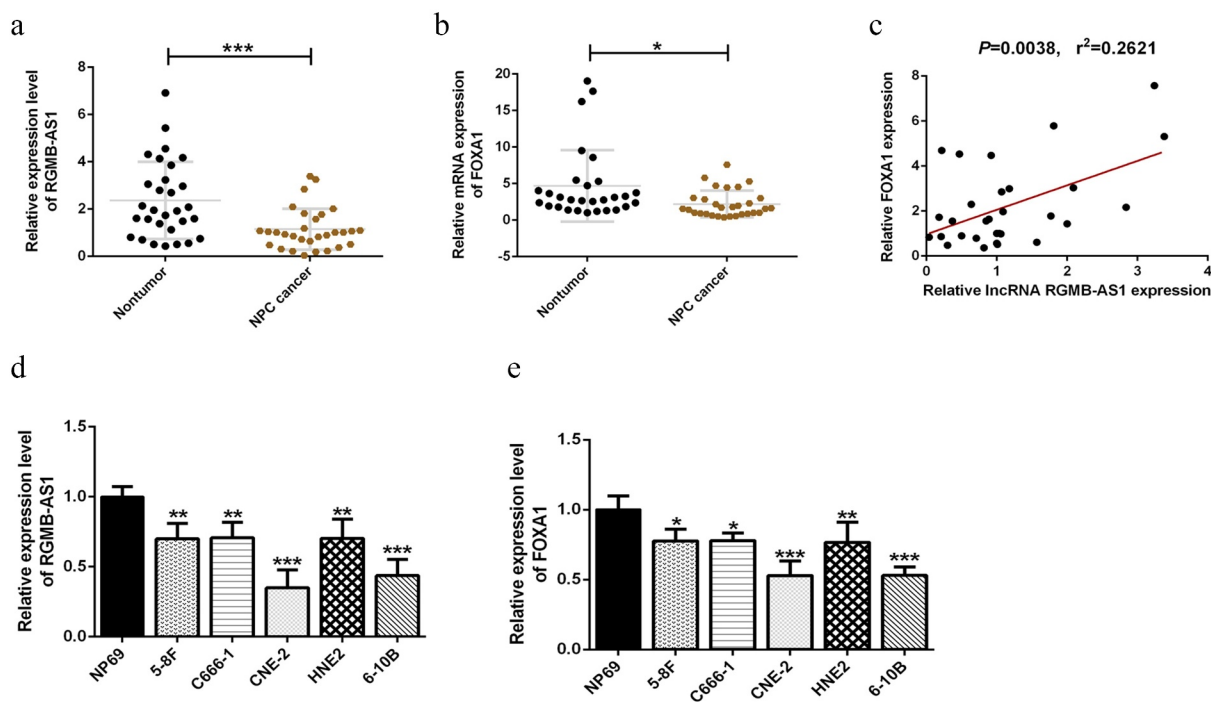 a
Relative expression level
of RGMB-AS1
8
6
4
2
0
***
Nontumor
NPC cancer
b
Relative mRNA expression
of FOXA1
20
15
10
5
0
-5
*
Nontumor
NPC cancer
c
P=0.0038, r²=0.2621
Relative FOXA1 expression
8
6
4
2
0
0 1 2 3 4
Relative lncRNA RGMB-AS1 expression
d
Relative expression level
of RGMB-AS1
1.5
1.0
0.5
0.0
** ** *** ** ***
NP69 5-8F C666-1 CNE-2 HNE2 6-10B
e
Relative expression level
of FOXA1
1.5
1.0
0.5
0.0
* * *** ** ***
NP69 5-8F C666-1 CNE-2 HNE2 6-10B